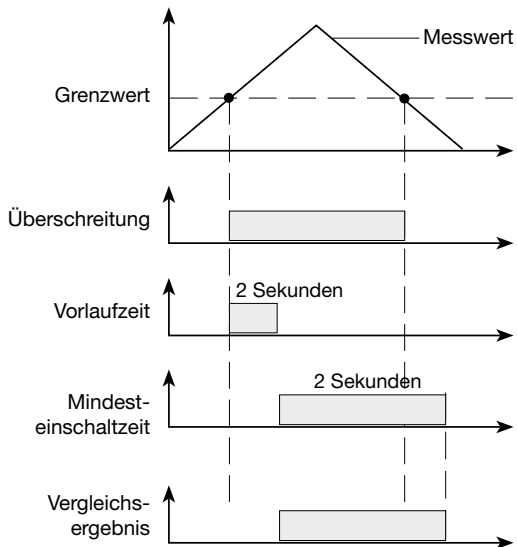 Messwert
Grenzwert
Überschreitung
2 Sekunden
Vorlaufzeit
2 Sekunden
Mindest-
einschaltzeit
Vergleichs-
ergebnis